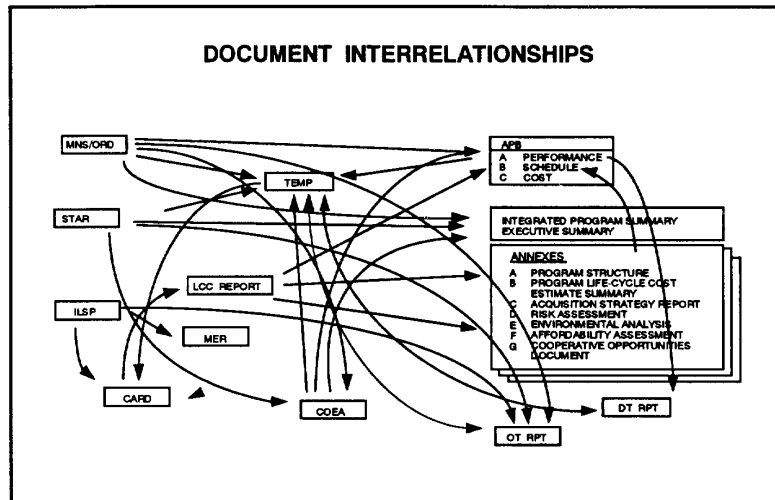 DOCUMENT INTERRELATIONSHIPS
MNS/ORD
APB
A PERFORMANCE
B SCHEDULE
C COST
TEMP
STAR
INTEGRATED PROGRAM SUMMARY
EXECUTIVE SUMMARY
ANNEXES
A PROGRAM STRUCTURE
B PROGRAM LIFE-CYCLE COST
ESTIMATE SUMMARY
C ACQUISITION STRATEGY REPORT
D RISK ASSESSMENT
E ENVIRONMENTAL ANALYSIS
F AFFORDABILITY ASSESSMENT
G COOPERATIVE OPPORTUNITIES
DOCUMENT
LCC REPORT
ILSP
MER
CARD
COEA
DT RPT
OT RPT